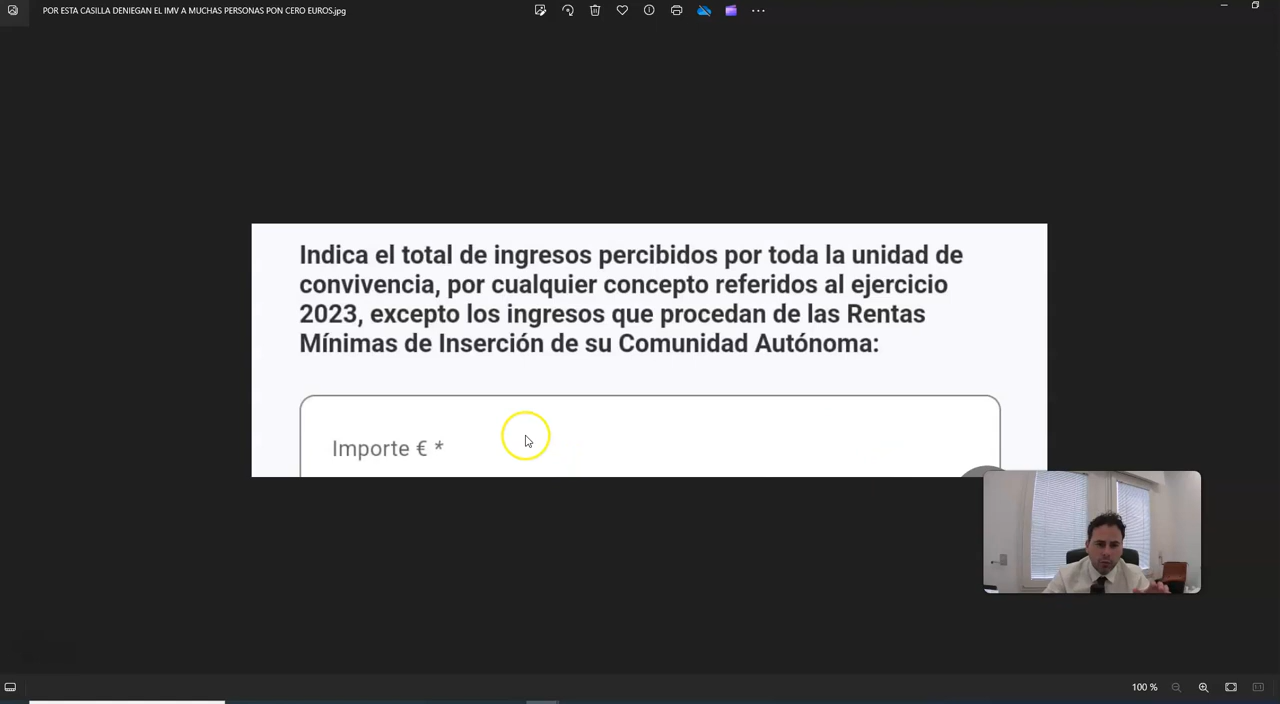 POR ESTA CASILLA DENIEGAN EL IMV A MUCHAS PERSONAS PON CERO EUROS.jpg
Indica el total de ingresos percibidos por toda la unidad de
convivencia, por cualquier concepto referidos al ejercicio
2023, excepto los ingresos que procedan de las Rentas
Mínimas de Inserción de su Comunidad Autónoma:
Importe € *
100 %